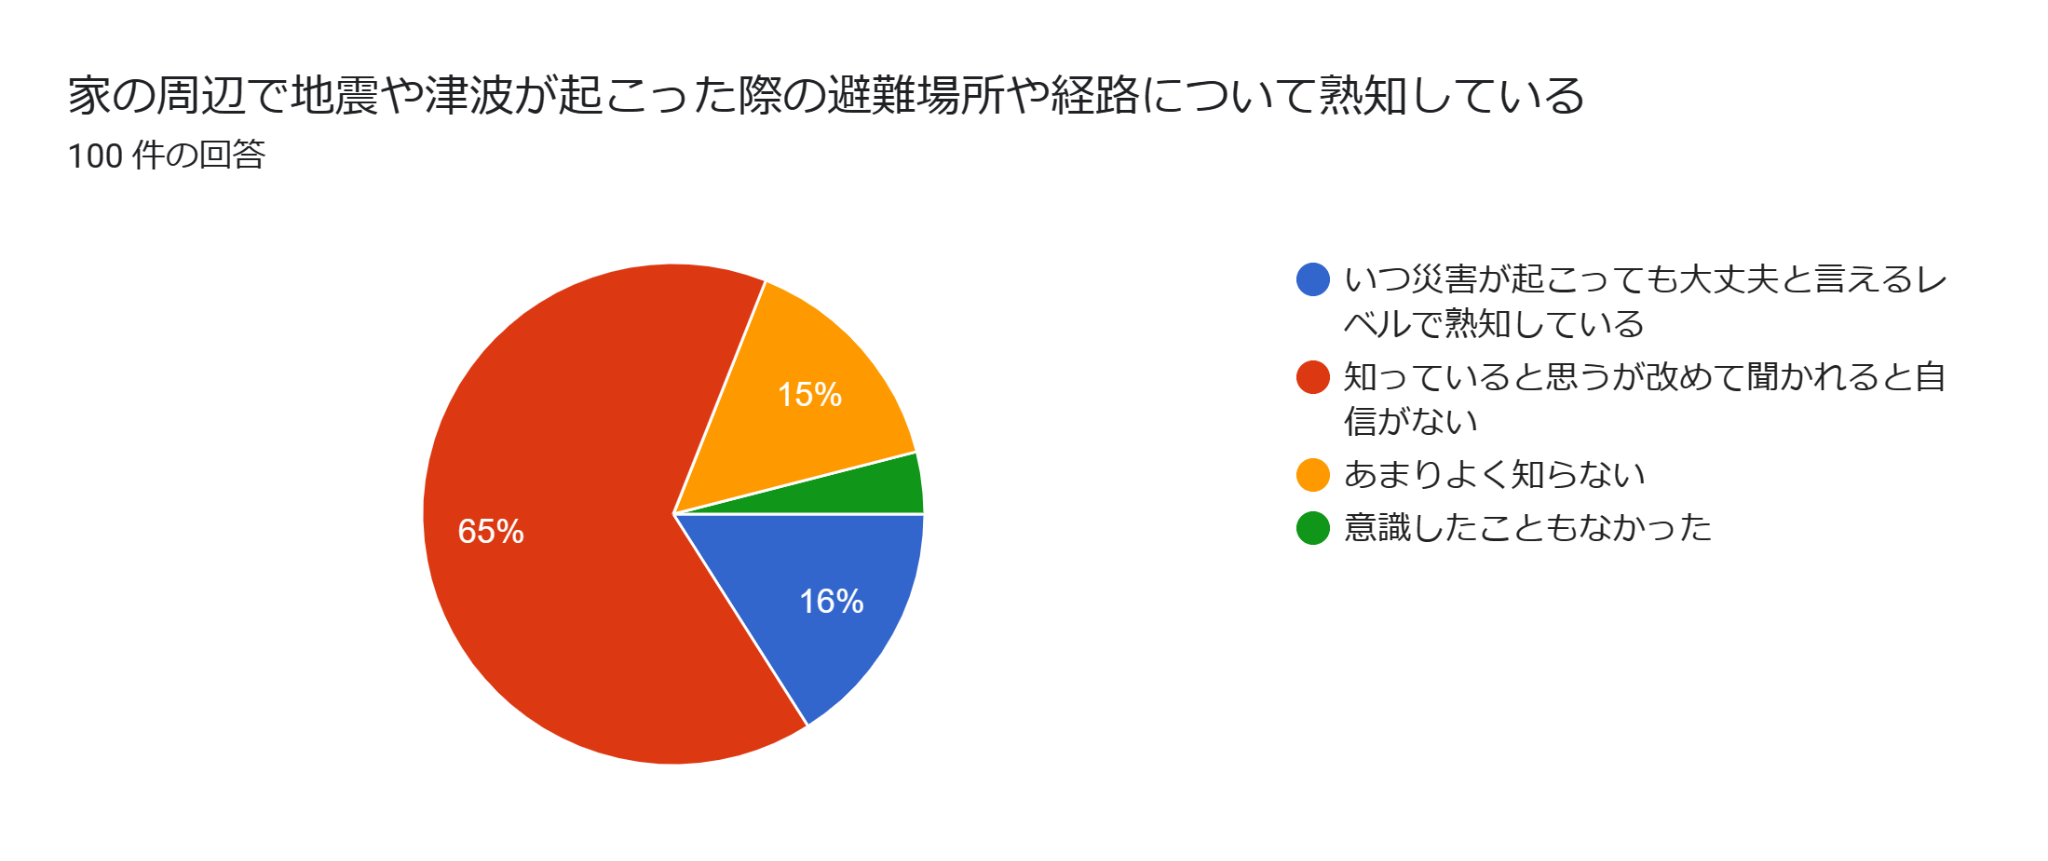 家の周辺で地震や津波が起こった際の避難場所や経路について熟知している
100 件の回答
15%
65%
16%
いつ災害が起こっても大丈夫と言えるレ
ベルで熟知している
知っていると思うが改めて聞かれると自
信がない
あまりよく知らない
意識したこともなかった